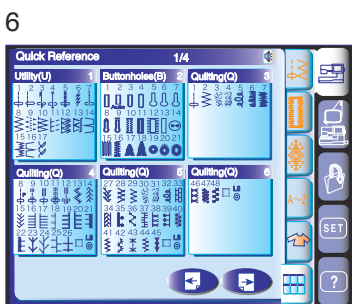 6
Quick Reference 1/4
Utility(U) 1
1 2 3 4 5 6 7
8 9 10 11 12 13 14
15 16 17
Buttonholes(B) 2
1 2 3 4 5 6 7
8 9 10 11 12 13 14
15 16 17 18 19 20 21
Quilting(Q) 3
1 2 3 4 5 6 7
Quilting(Q) 4
8 9 10 11 12 13 14
15 16 17 18 19 20 21
22 23 24 25 26
Quilting(Q) 5
27 28 29 30 31 32 33
34 35 36 37 38 39 40
41 42 43 44 45
Quilting(Q) 6
46 47 48
A~Z
SET
?